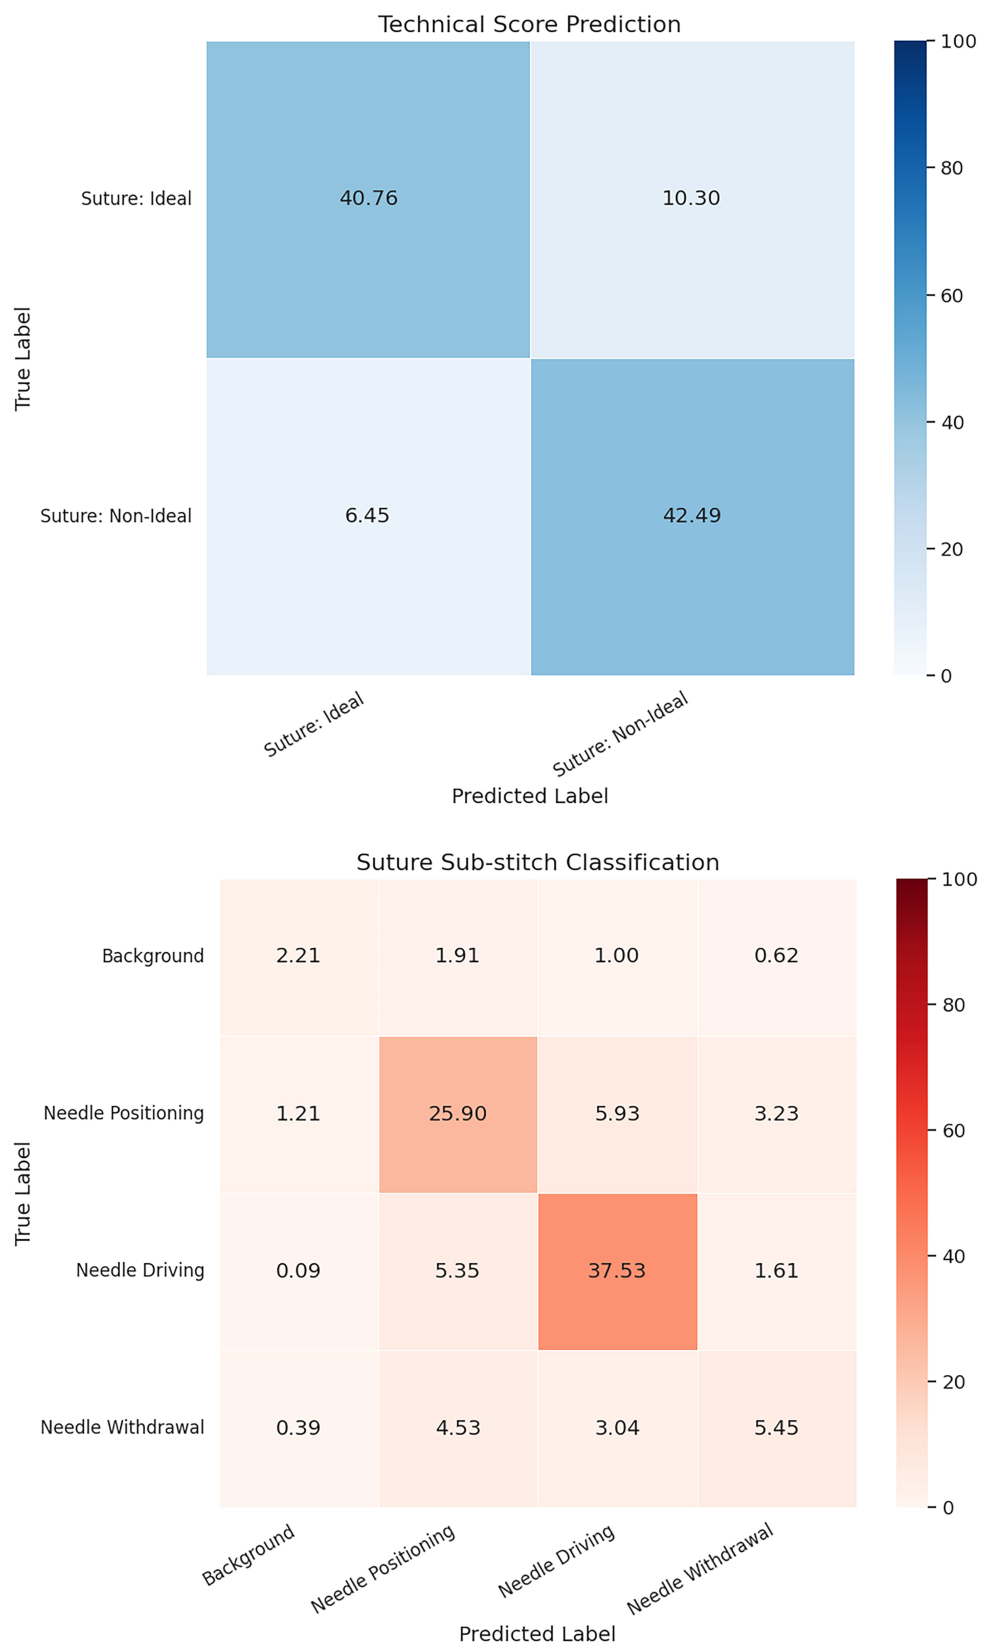 Technical Score Prediction
100
80
60
40
20
0
True Label
Suture: Ideal
40.76
10.30
Suture: Non-Ideal
6.45
42.49
Suture: Ideal
Suture: Non-Ideal
Predicted Label
Suture Sub-stitch Classification
100
80
60
40
20
0
True Label
Background
2.21
1.91
1.00
0.62
Needle Positioning
1.21
25.90
5.93
3.23
Needle Driving
0.09
5.35
37.53
1.61
Needle Withdrawal
0.39
4.53
3.04
5.45
Background
Needle Positioning
Needle Driving
Needle Withdrawal
Predicted Label